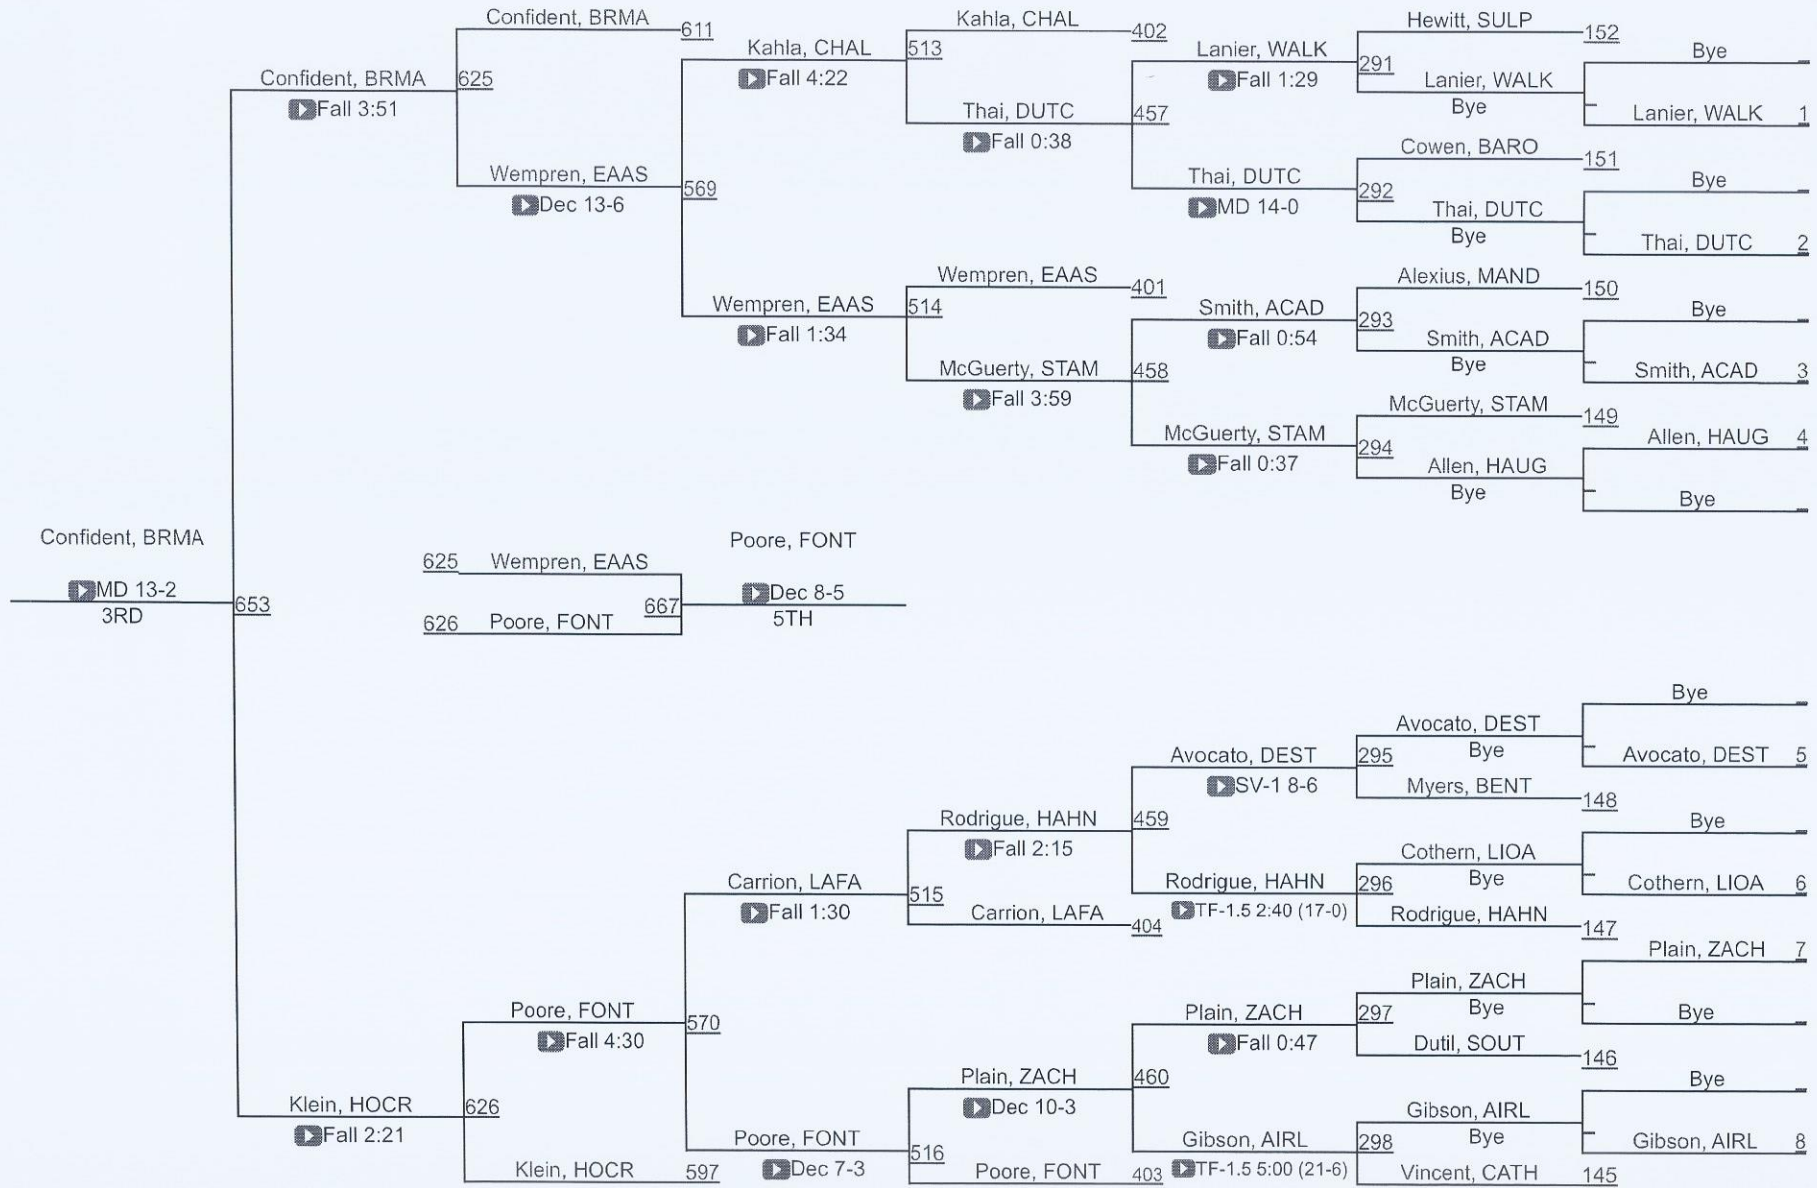 Confident, BRMA
611
Kahla, CHAL
402
Hewitt, SULP
152
Bye
Kahla, CHAL
513
Fall 4:22
Lanier, WALK
Fall 1:29
291
Lanier, WALK
Bye
Lanier, WALK 1
Confident, BRMA
625
Fall 3:51
Thai, DUTC
457
Fall 0:38
Cowen, BARO
151
Bye
Wempren, EAAS
569
Dec 13-6
Thai, DUTC
292
MD 14-0
Thai, DUTC
Bye
Thai, DUTC 2
Wempren, EAAS
401
Alexius, MAND
150
Bye
Wempren, EAAS
514
Fall 1:34
Smith, ACAD
293
Fall 0:54
Smith, ACAD
Bye
Smith, ACAD 3
McGuerty, STAM
458
Fall 3:59
McGuerty, STAM
149
Allen, HAUG 4
McGuerty, STAM
294
Fall 0:37
Allen, HAUG
Bye
Bye
Confident, BRMA
MD 13-2
3RD
653
625 Wempren, EAAS
626 Poore, FONT
667
Poore, FONT
Dec 8-5
5TH
Bye
Avocato, DEST
Bye
Avocato, DEST 5
Avocato, DEST
295
SV-1 8-6
Myers, BENT
148
Rodrigue, HAHN
459
Fall 2:15
Bye
Cothern, LIOA
Bye
Cothern, LIOA 6
Carrion, LAFA
515
Fall 1:30
Rodrigue, HAHN
296
TF-1.5 2:40 (17-0)
Carrion, LAFA
404
Rodrigue, HAHN
147
Plain, ZACH 7
Plain, ZACH
Bye
Bye
Poore, FONT
570
Fall 4:30
Plain, ZACH
297
Fall 0:47
Dutil, SOUT
146
Plain, ZACH
460
Dec 10-3
Bye
Klein, HOCR
626
Fall 2:21
Gibson, AIRL
Bye
Gibson, AIRL 8
Poore, FONT
516
Dec 7-3
Gibson, AIRL
298
TF-1.5 5:00 (21-6)
Klein, HOCR
597
Poore, FONT
403
Vincent, CATH
145